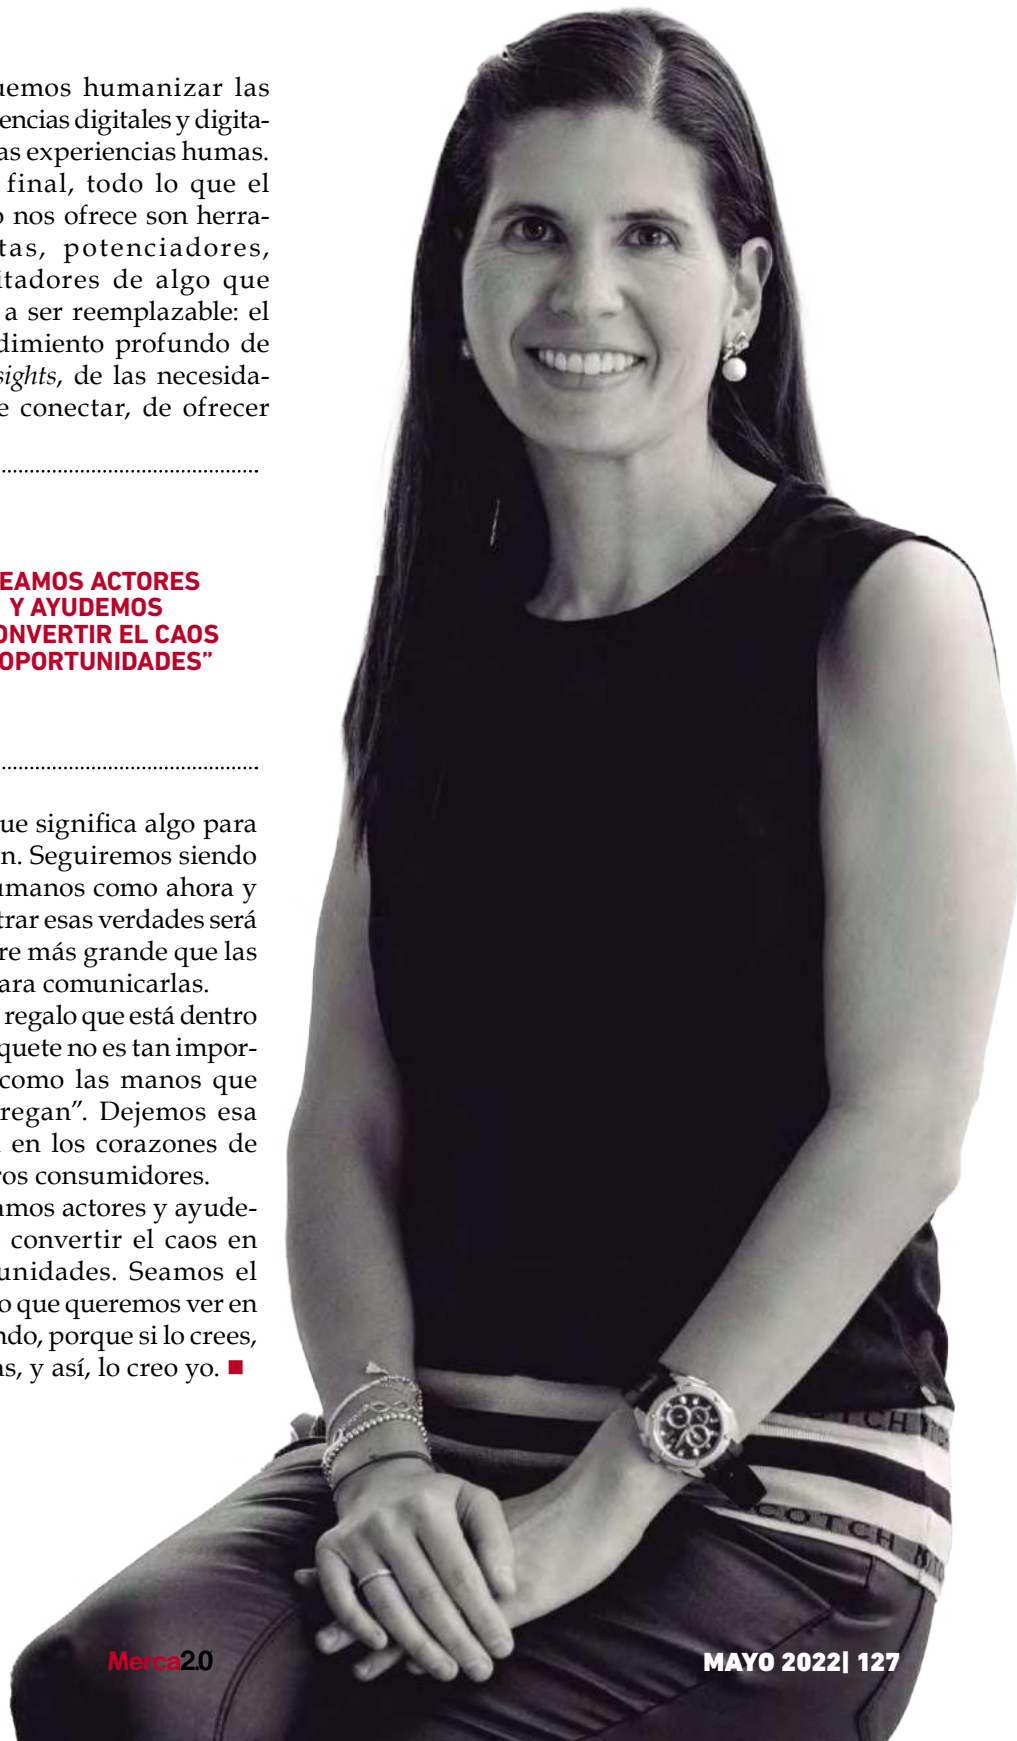 uemos humanizar las
encias digitales y digita-
as experiencias humas.
final, todo lo que el
o nos ofrece son herra-
tas, potenciadores,
itadores de algo que
a ser reemplazable: el
dimiento profundo de
sights, de las necesida-
e conectar, de ofrecer
EAMOS ACTORES
Y AYUDEMOS
ONVERTIR EL CAOS
OPORTUNIDADES”
ue significa algo para
n. Seguiremos siendo
umanos como ahora y
trar esas verdades será
re más grande que las
ara comunicarlas.
regalo que está dentro
quete no es tan impor-
como las manos que
regan”. Dejemos esa
en los corazones de
ros consumidores.
amos actores y ayude-
convertir el caos en
unidades. Seamos el
o que queremos ver en
ndo, porque si lo crees,
as, y así, lo creo yo. ■
OTCH
COTCH
Merca2.0
MAYO 2022| 127